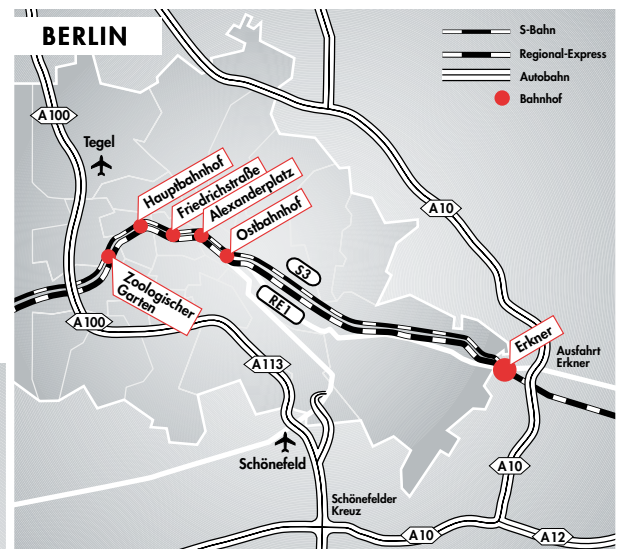 BERLIN
S-Bahn
Regional-Express
Autobahn
Bahnhof
A100
Tegel
Hauptbahnhof
Friedrichstraße
Alexanderplatz
Ostbahnhof
A10
Zoologischer
Garten
S3
RE1
A100
Erkner
Ausfahrt
Erkner
A113
Schönefeld
A10
Schönefelder
Kreuz
A10
A12